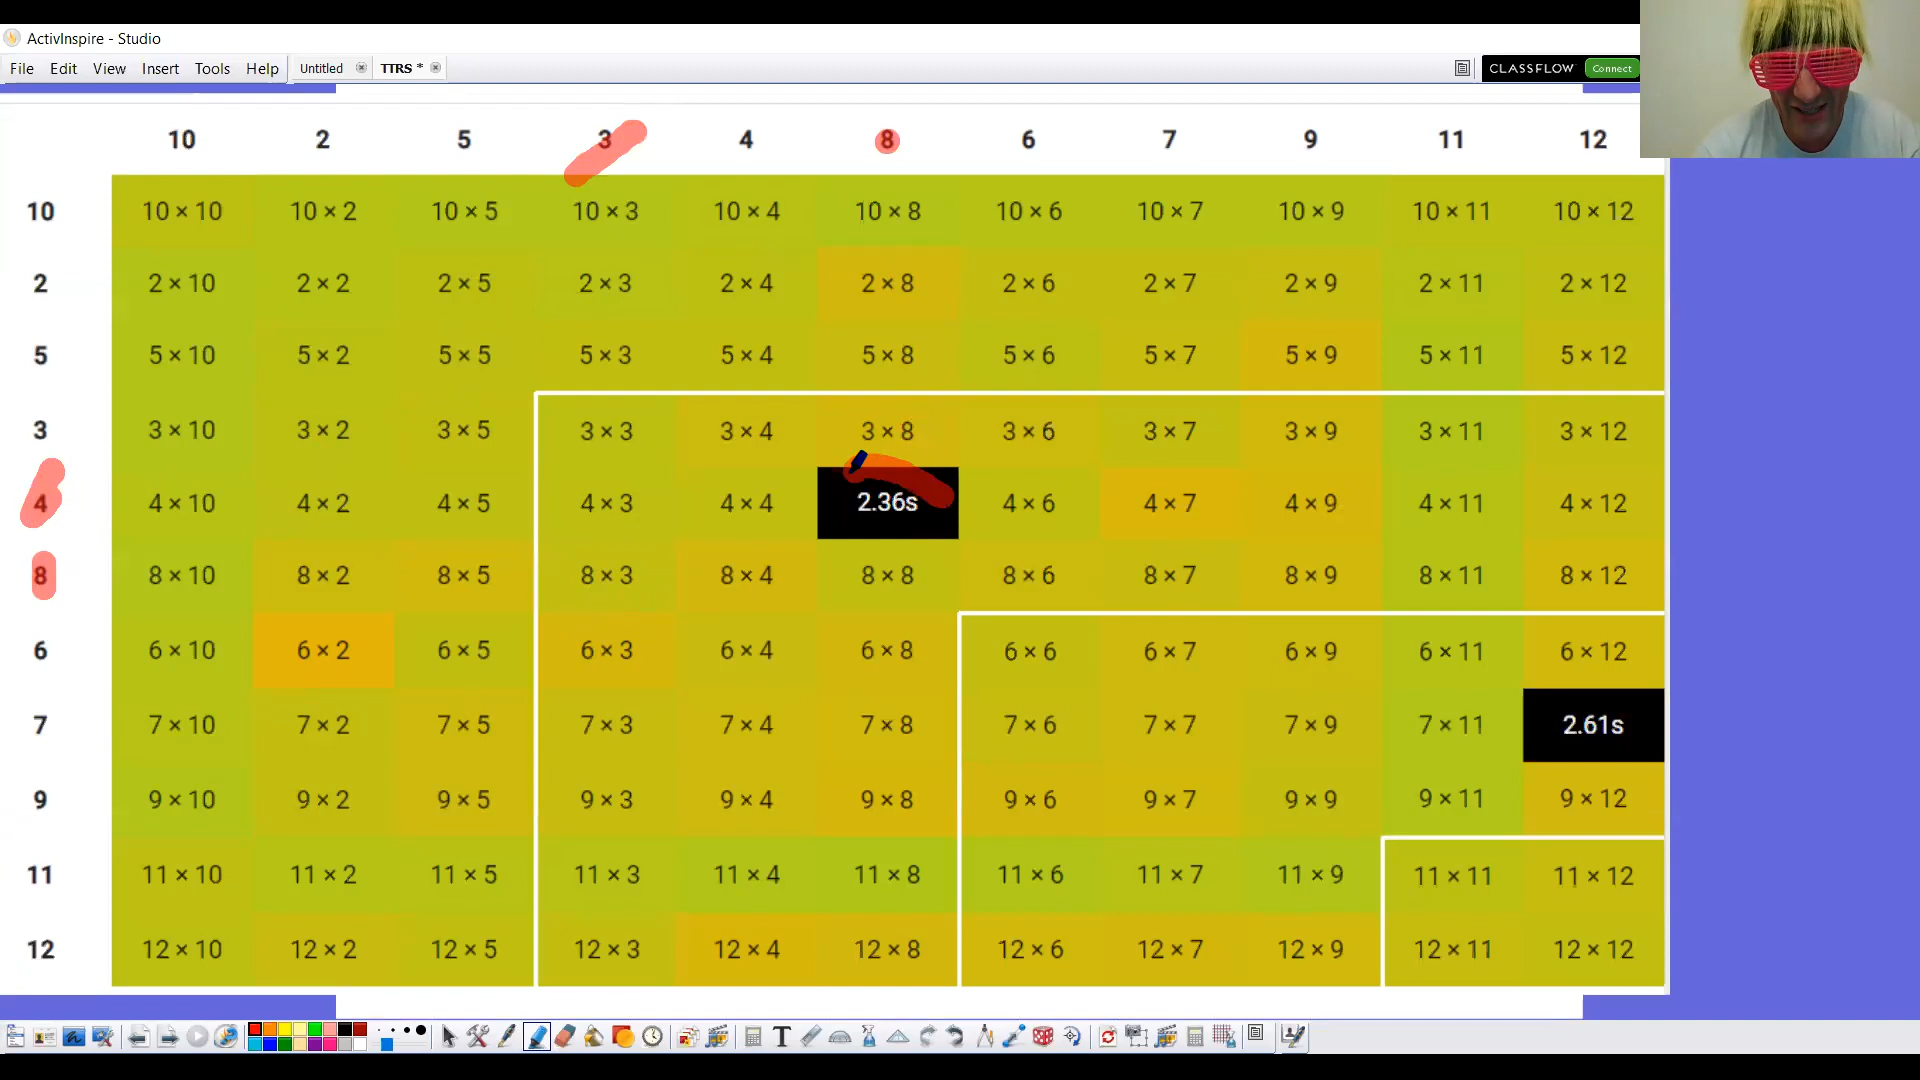 ActivInspire - Studio
File Edit View Insert Tools Help Untitled TTRS * CLASSFLOW Connect
10 2 5 3 4 8 6 7 9 11 12
10 10 × 10 10 × 2 10 × 5 10 × 3 10 × 4 10 × 8 10 × 6 10 × 7 10 × 9 10 × 11 10 × 12
2 2 × 10 2 × 2 2 × 5 2 × 3 2 × 4 2 × 8 2 × 6 2 × 7 2 × 9 2 × 11 2 × 12
5 5 × 10 5 × 2 5 × 5 5 × 3 5 × 4 5 × 8 5 × 6 5 × 7 5 × 9 5 × 11 5 × 12
3 3 × 10 3 × 2 3 × 5 3 × 3 3 × 4 3 × 8 3 × 6 3 × 7 3 × 9 3 × 11 3 × 12
4 4 × 10 4 × 2 4 × 5 4 × 3 4 × 4 2.36s 4 × 6 4 × 7 4 × 9 4 × 11 4 × 12
8 8 × 10 8 × 2 8 × 5 8 × 3 8 × 4 8 × 8 8 × 6 8 × 7 8 × 9 8 × 11 8 × 12
6 6 × 10 6 × 2 6 × 5 6 × 3 6 × 4 6 × 8 6 × 6 6 × 7 6 × 9 6 × 11 6 × 12
7 7 × 10 7 × 2 7 × 5 7 × 3 7 × 4 7 × 8 7 × 6 7 × 7 7 × 9 7 × 11 2.61s
9 9 × 10 9 × 2 9 × 5 9 × 3 9 × 4 9 × 8 9 × 6 9 × 7 9 × 9 9 × 11 9 × 12
11 11 × 10 11 × 2 11 × 5 11 × 3 11 × 4 11 × 8 11 × 6 11 × 7 11 × 9 11 × 11 11 × 12
12 12 × 10 12 × 2 12 × 5 12 × 3 12 × 4 12 × 8 12 × 6 12 × 7 12 × 9 12 × 11 12 × 12